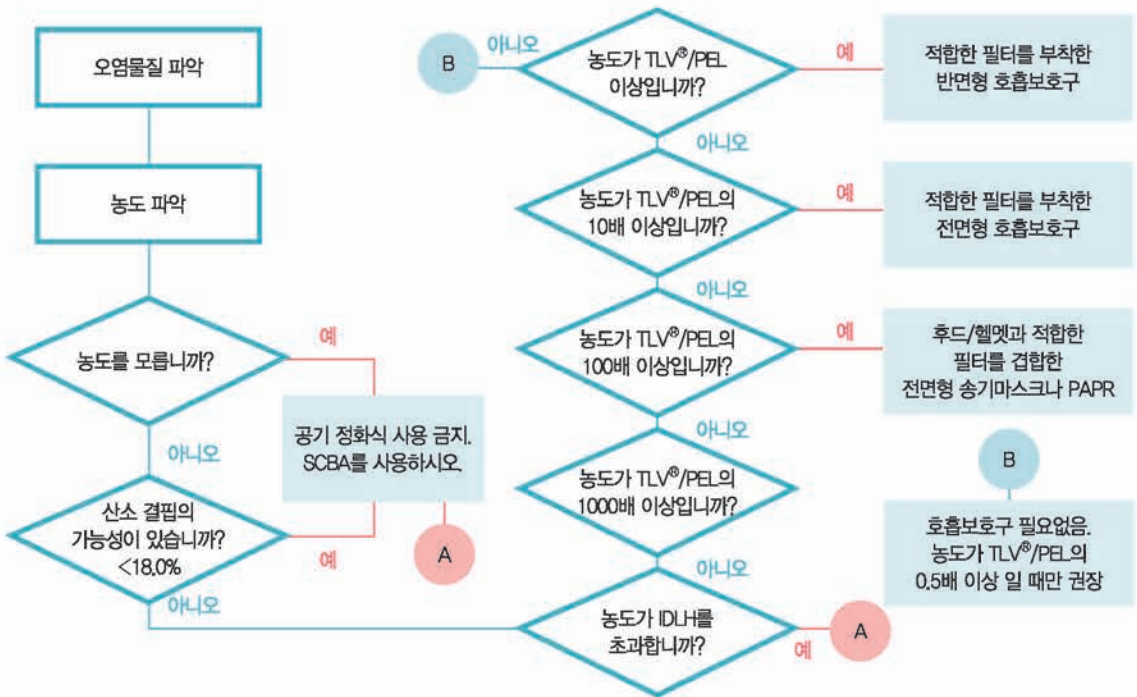 오염물질 파악
농도 파악
농도를 모릅니까?
예
아니오
공기 정화식 사용 금지.
SCBA를 사용하시오.
산소 결핍의
가능성이 있습니까?
<18.0%
예
A
아니오
B
아니오
농도가 TLV®/PEL
이상입니까?
예
적합한 필터를 부착한
반면형 호흡보호구
아니오
농도가 TLV®/PEL의
10배 이상입니까?
예
적합한 필터를 부착한
전면형 호흡보호구
아니오
농도가 TLV®/PEL의
100배 이상입니까?
예
후드/헬멧과 적합한
필터를 겹합한
전면형 송기마스크나 PAPR
아니오
농도가 TLV®/PEL의
1000배 이상입니까?
B
호흡보호구 필요없음.
농도가 TLV®/PEL의
0.5배 이상 일 때만 권장
아니오
농도가 IDLH를
초과합니까?
예
A